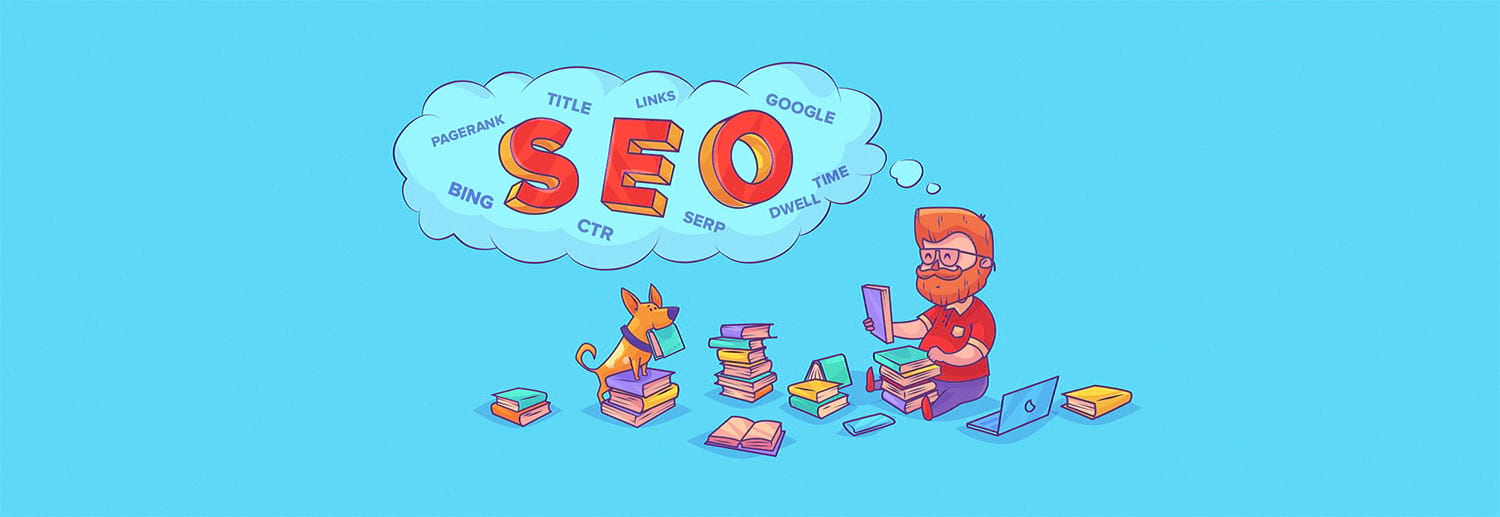 TITLE
LINKS
GOOGLE
PAGERANK
SEO
BING
TIME
DWELL
SERP
CTR